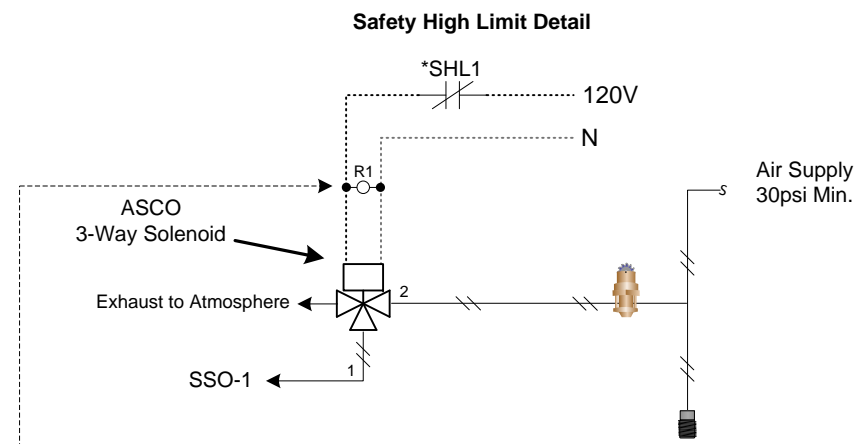 Safety High Limit Detail
*SHL1
120V
N
R1
Air Supply
30psi Min.
S
ASCO
3-Way Solenoid
Exhaust to Atmosphere
2
1
SSO-1